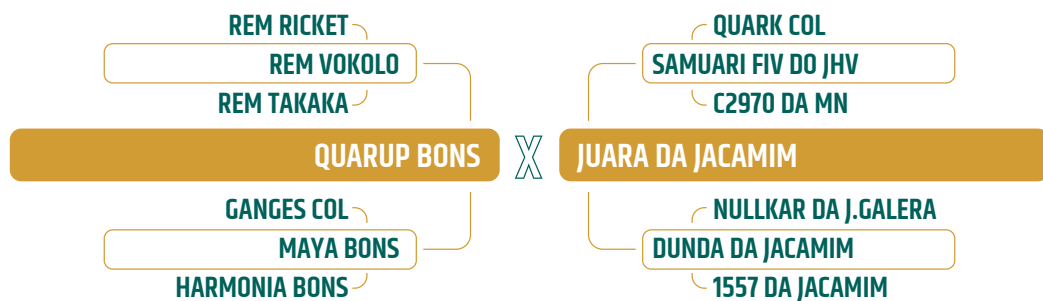 REM RICKET
REM VOKOLO
REM TAKAKA
QUARUP BONS
GANGES COL
MAYA BONS
HARMONIA BONS
X
QUARK COL
SAMUARI FIV DO JHV
C2970 DA MN
JUARA DA JACAMIM
NULLKAR DA J.GALERA
DUNDA DA JACAMIM
1557 DA JACAMIM